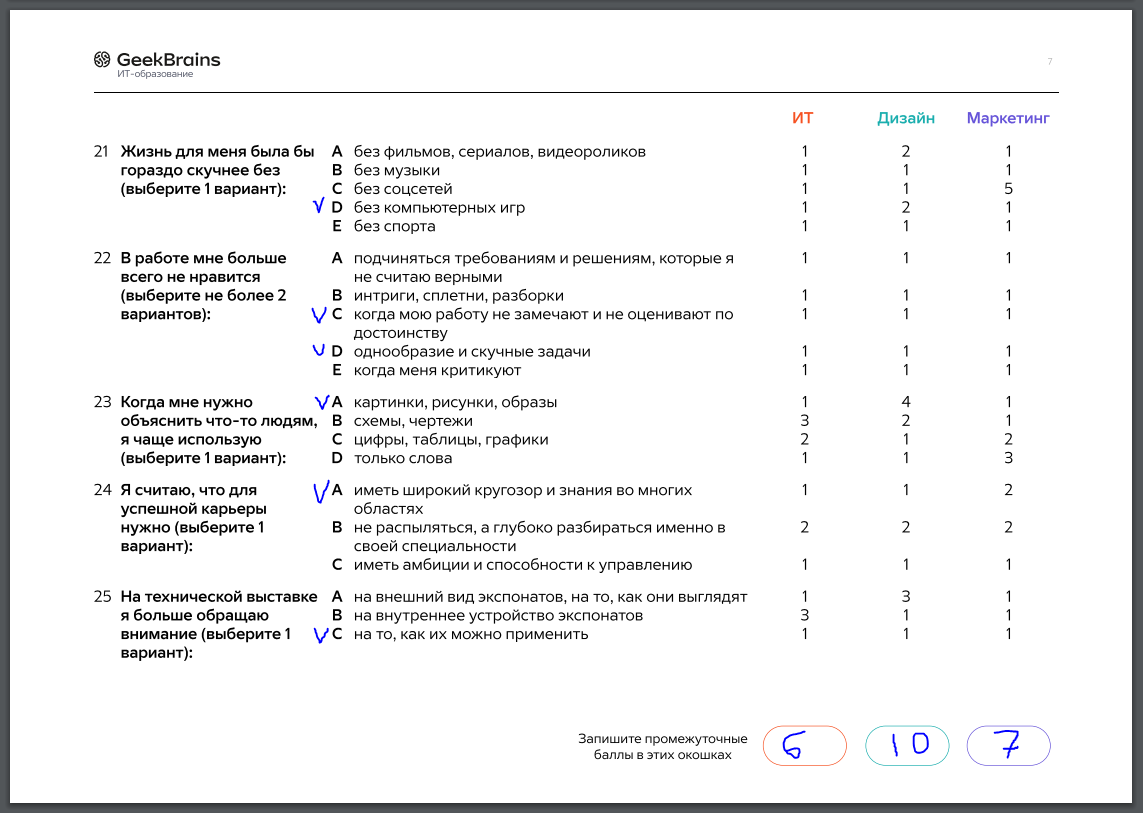 GeekBrains
ИТ-образование
7
ИТ Дизайн Маркетинг
21 Жизнь для меня была бы A без фильмов, сериалов, видеороликов 1 2 1
гораздо скучнее без B без музыки 1 1 1
(выберите 1 вариант): C без соцсетей 1 1 5
V D без компьютерных игр 1 2 1
E без спорта 1 1 1
22 В работе мне больше A подчиняться требованиям и решениям, которые я 1 1 1
всего не нравится не считаю верными
(выберите не более 2 B интриги, сплетни, разборки 1 1 1
вариантов): V C когда мою работу не замечают и не оценивают по 1 1 1
достоинству
V D однообразие и скучные задачи 1 1 1
E когда меня критикуют 1 1 1
23 Когда мне нужно V A картинки, рисунки, образы 1 4 1
объяснить что-то людям, B схемы, чертежи 3 2 1
я чаще использую C цифры, таблицы, графики 2 1 2
(выберите 1 вариант): D только слова 1 1 3
24 Я считаю, что для V A иметь широкий кругозор и знания во многих 1 1 2
успешной карьеры областях
нужно (выберите 1 B не распыляться, а глубоко разбираться именно в 2 2 2
вариант): своей специальности
C иметь амбиции и способности к управлению 1 1 1
25 На технической выставке A на внешний вид экспонатов, на то, как они выглядят 1 3 1
я больше обращаю B на внутреннее устройство экспонатов 3 1 1
внимание (выберите 1 V C на то, как их можно применить 1 1 1
вариант):
Запишите промежуточные
баллы в этих окошках 6 10 7